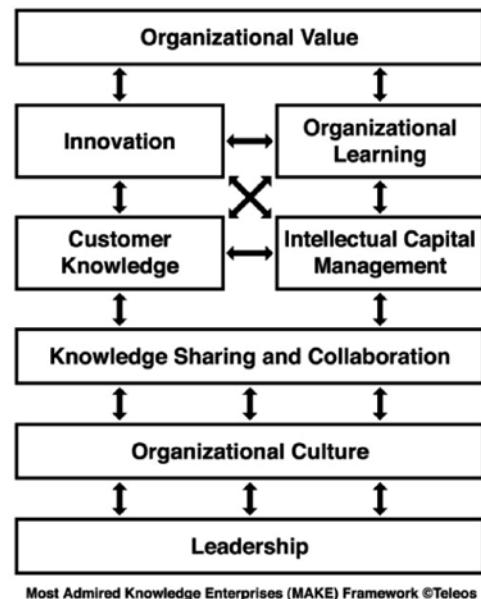 Organizational Value
Innovation
Organizational
Learning
Customer
Knowledge
Intellectual Capital
Management
Knowledge Sharing and Collaboration
Organizational Culture
Leadership
Most Admired Knowledge Enterprises (MAKE) Framework ©Teleos